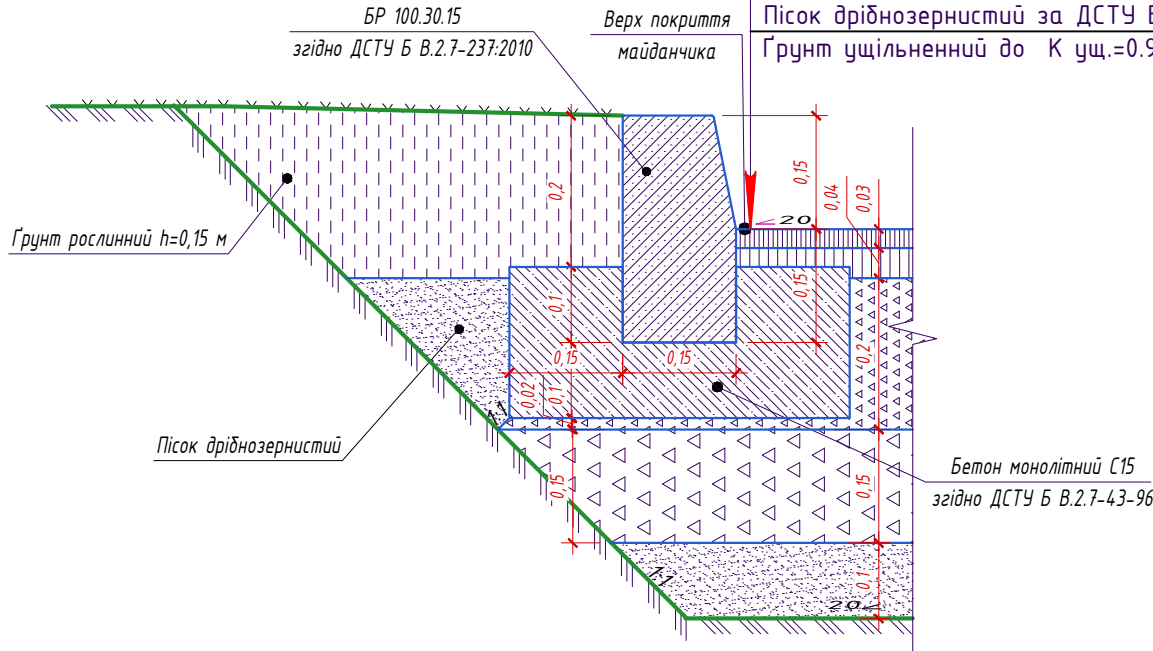 БР 100.30.15
згідно ДСТУ Б В.2.7-237:2010
Верх покриття
майданчика
Пісок дрібнозернистий за ДСТУ
Ґрунт ущільненний до К ущ.=0.9
0,2
0,15
0,04
0,03
20
Ґрунт рослинний h=0,15 м
0,1
0,15
0,15
0,15
0,2
0,02
0,1
1:1
Пісок дрібнозернистий
0,15
0,15
Бетон монолітний С15
згідно ДСТУ Б В.2.7-43-96
1:1
0,1
20